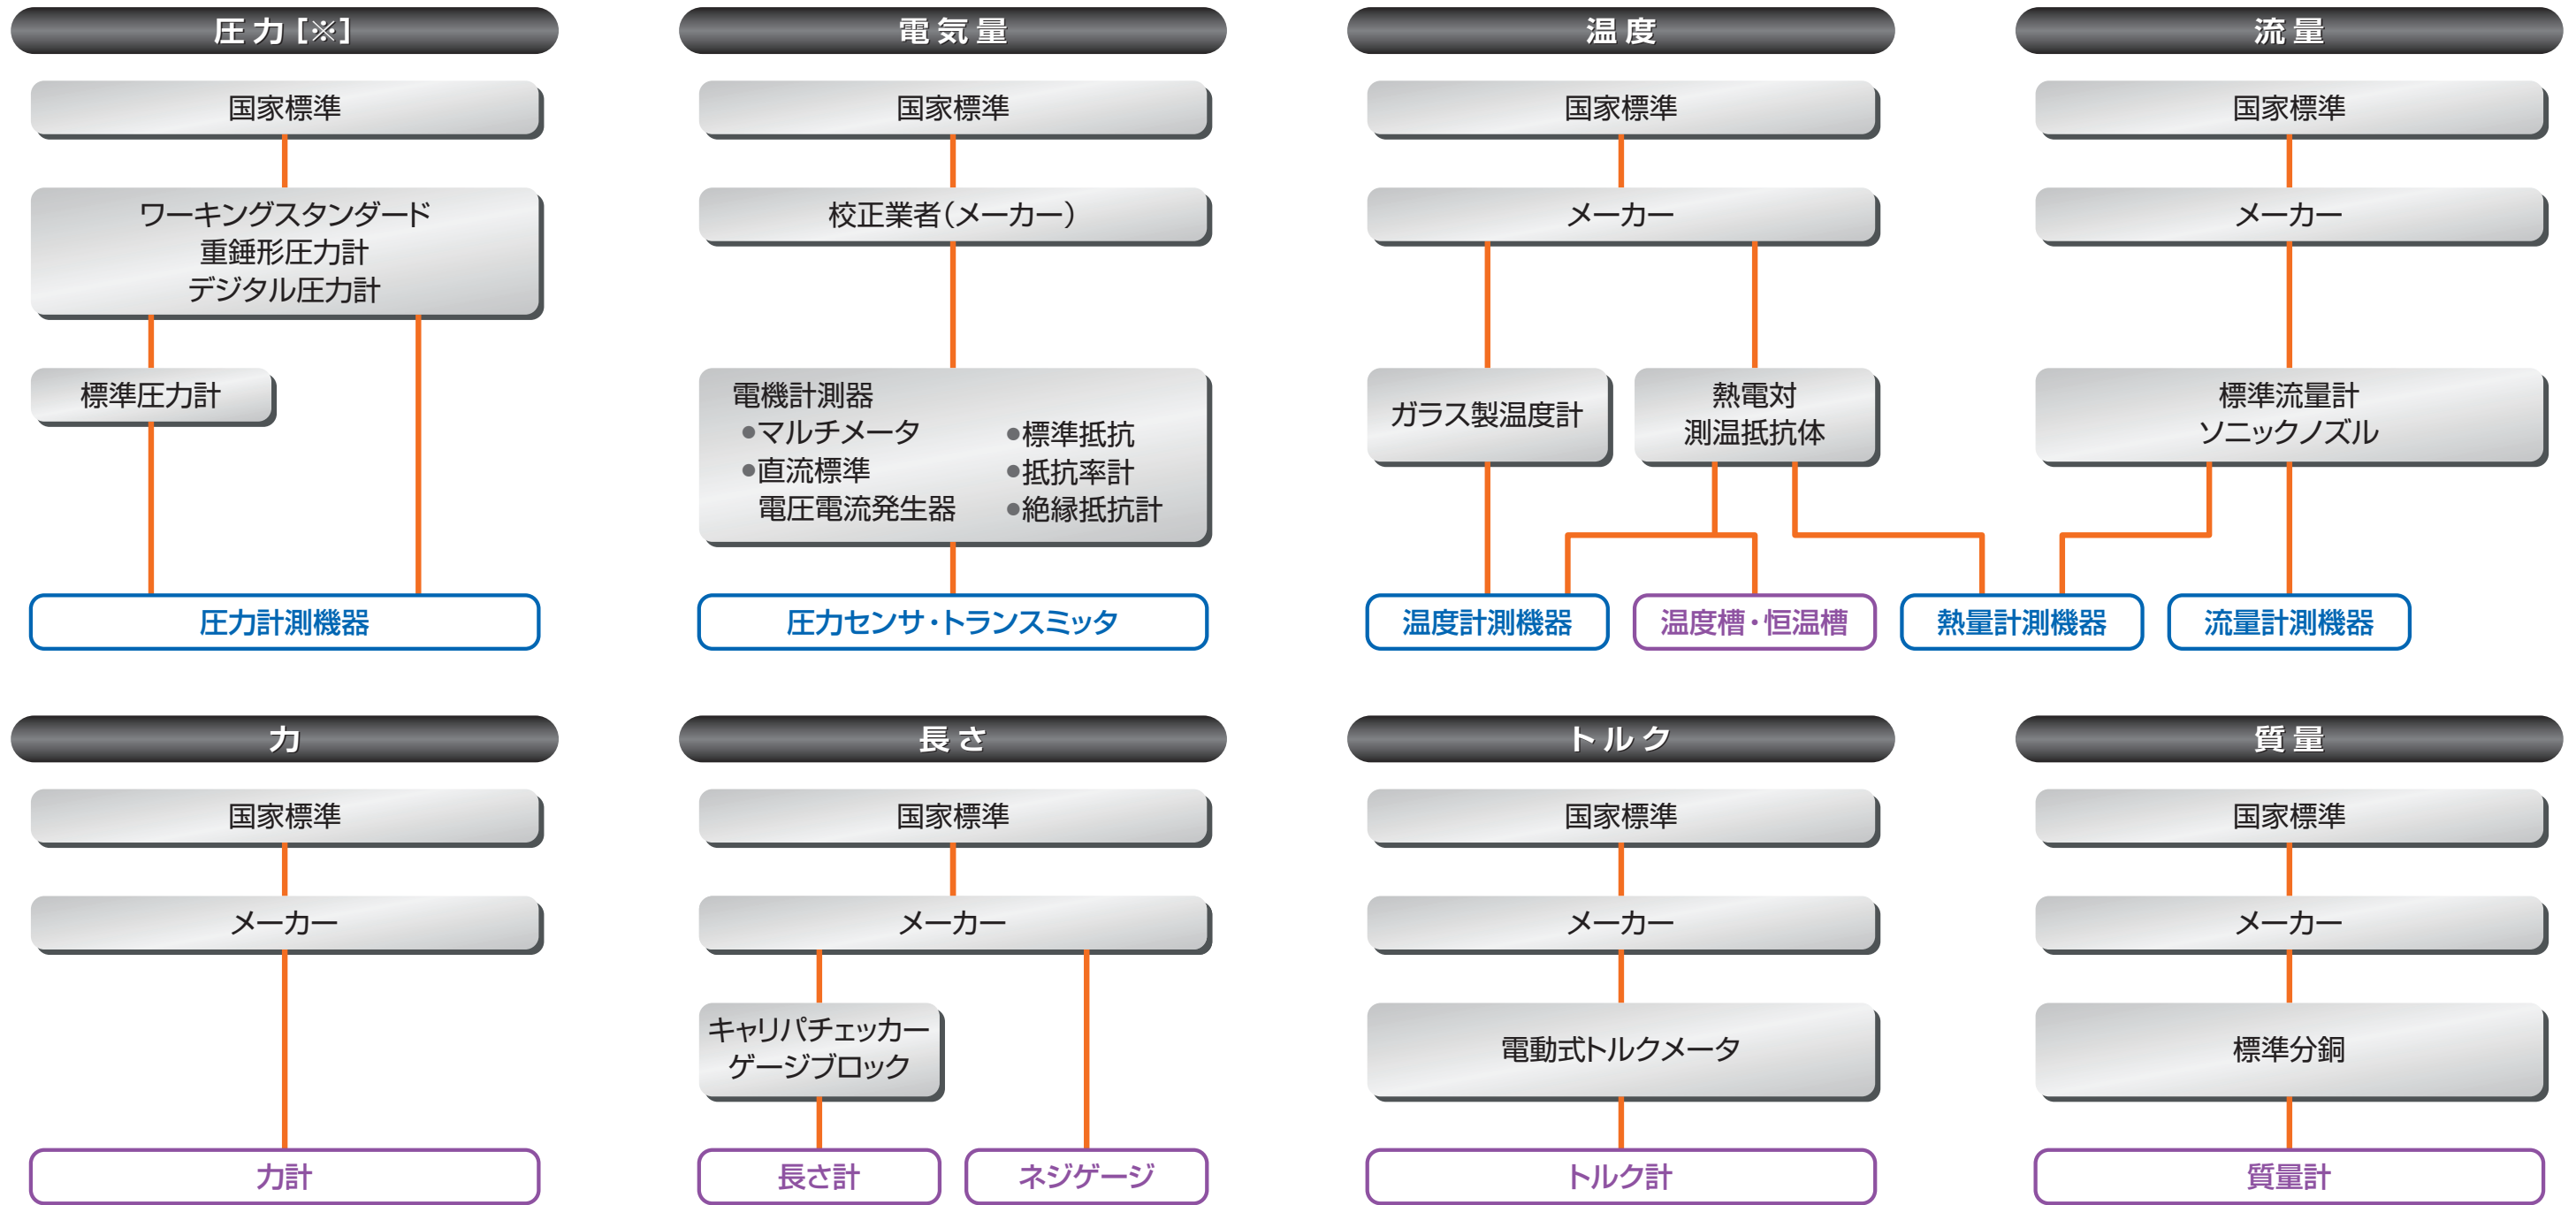 圧力[※]
国家標準
ワーキングスタンダード
重錘形圧力計
デジタル圧力計
標準圧力計
圧力計測機器
電気量
国家標準
校正業者(メーカー)
電機計測器
●マルチメータ
●直流標準
電圧電流発生器
●標準抵抗
●抵抗率計
●絶縁抵抗計
圧力センサ・トランスミッタ
温度
国家標準
メーカー
ガラス製温度計
熱電対
測温抵抗体
温度計測機器
温度槽・恒温槽
流量
国家標準
メーカー
標準流量計
ソニックノズル
熱量計測機器
流量計測機器
力
国家標準
メーカー
力計
長さ
国家標準
メーカー
キャリパチェッカー
ゲージブロック
長さ計
ネジゲージ
トルク
国家標準
メーカー
電動式トルクメータ
トルク計
質量
国家標準
メーカー
標準分銅
質量計